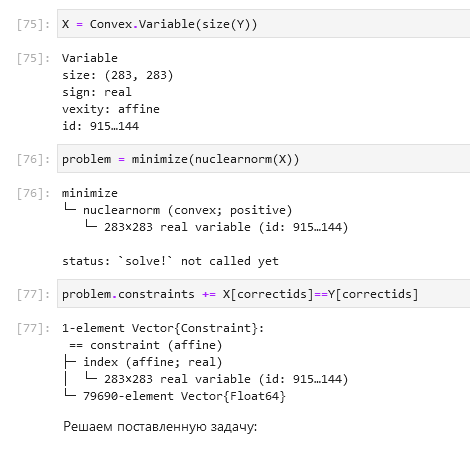 [75]: X = Convex.Variable(size(Y))
[75]: Variable
size: (283, 283)
sign: real
vexity: affine
id: 915…144
[76]: problem = minimize(nuclearnorm(X))
[76]: minimize
└─ nuclearnorm (convex; positive)
   └─ 283×283 real variable (id: 915…144)
status: `solve!` not called yet
[77]: problem.constraints += X[correctids]==Y[correctids]
[77]: 1-element Vector{Constraint}:
 == constraint (affine)
├─ index (affine; real)
│  └─ 283×283 real variable (id: 915…144)
└─ 79690-element Vector{Float64}
Решаем поставленную задачу: